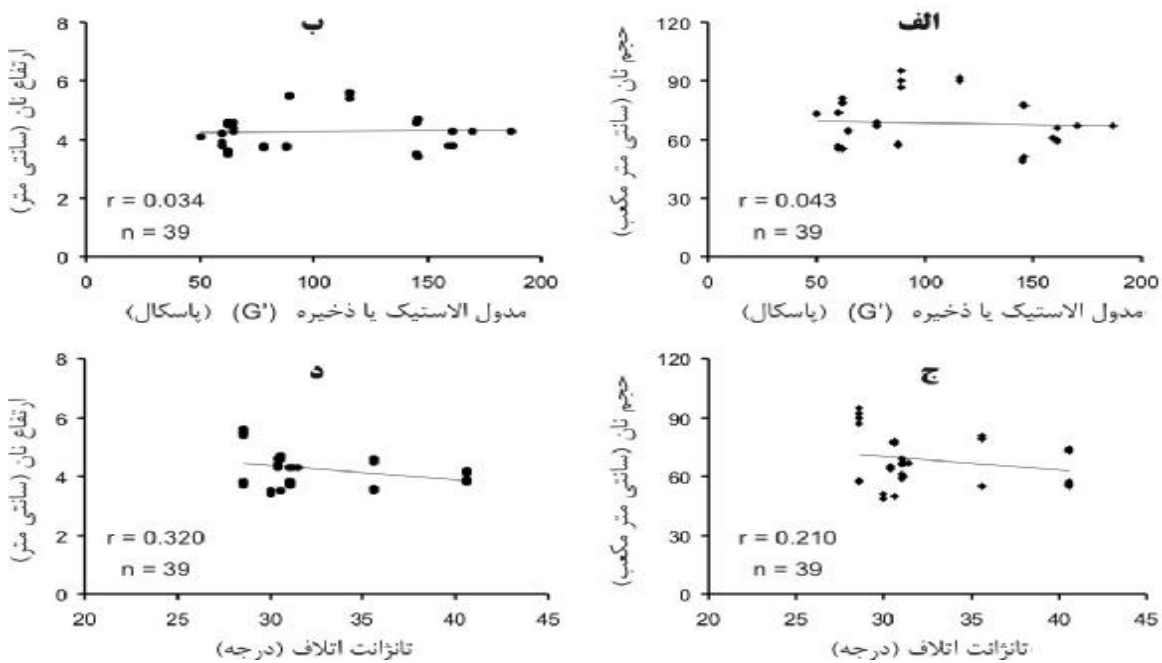 ب
ارتفاع نان (سانتی متر)
8
6
4
2
0
r = 0.034
n = 39
0
50
100
150
200
مدول الاستیک یا ذخیره (G') (پاسکال)
الف
حجم نان (سانتی متر مکعب)
120
90
60
30
0
r = 0.043
n = 39
0
50
100
150
200
مدول الاستیک یا ذخیره (G') (پاسکال)
د
ارتفاع نان (سانتی متر)
8
6
4
2
0
r = 0.320
n = 39
20
25
30
35
40
45
تانژانت اتلاف (درجه)
ج
حجم نان (سانتی متر مکعب)
120
90
60
30
0
r = 0.210
n = 39
20
25
30
35
40
45
تانژانت اتلاف (درجه)